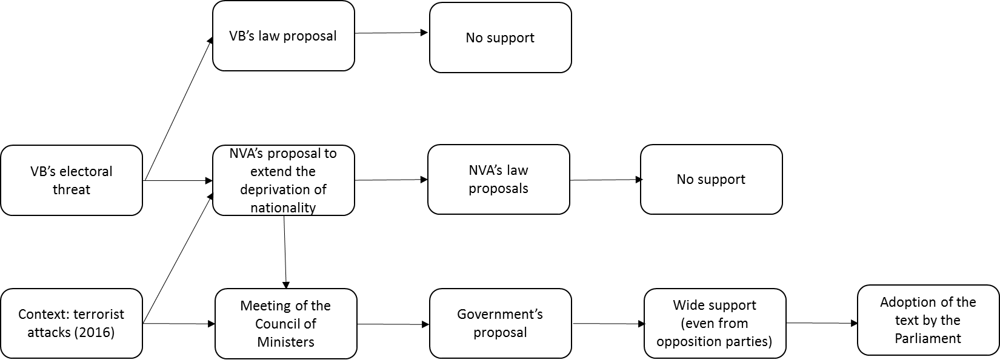 VB’s law proposal
No support
VB’s electoral
threat
NVA’s proposal to
extend the
deprivation of
nationality
NVA’s law
proposals
No support
Context: terrorist
attacks (2016)
Meeting of the
Council of
Ministers
Government’s
proposal
Wide support
(even from
opposition parties)
Adoption of the
text by the
Parliament